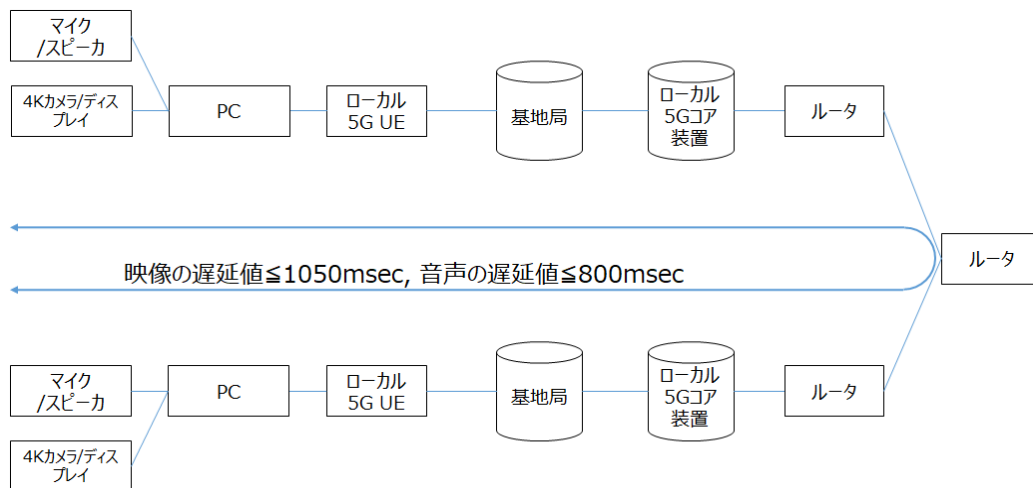 マイク
/スピーカ
4Kカメラ/ディス
プレイ
PC
ローカル
5G UE
基地局
ローカル
5Gコア
装置
ルータ
映像の遅延値≦1050msec, 音声の遅延値≦800msec
ルータ
マイク
/スピーカ
4Kカメラ/ディス
プレイ
PC
ローカル
5G UE
基地局
ローカル
5Gコア
装置
ルータ